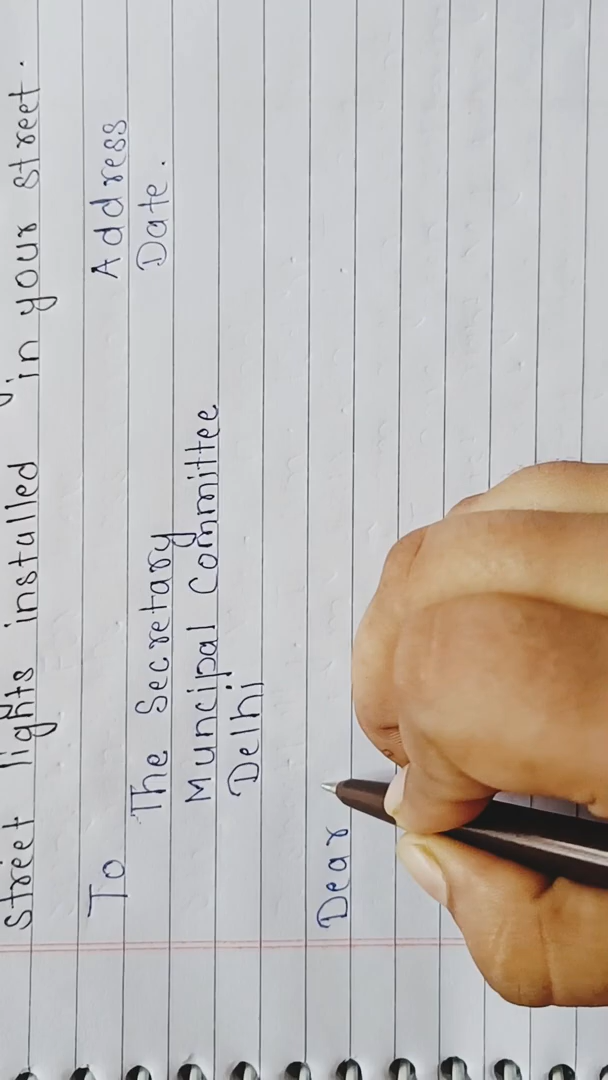 street lights installed in your street.
Address
Date.
To
The Secretary
Muncipal Committee
Delhi
Dear